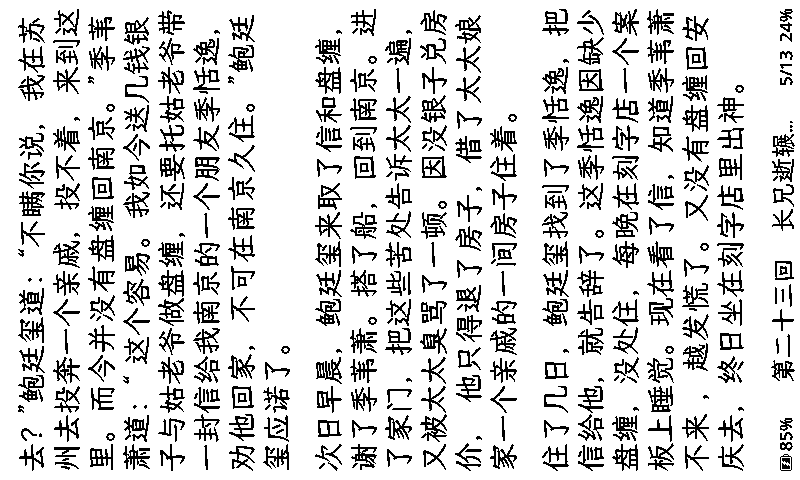 去？”鲍廷玺道：“不瞒你说，我在苏
州去投奔一个亲戚，投不着，来到这
里。而今并没有盘缠回南京。”季苇
萧道：“这个容易。我如今送几钱银
子与姑老爷做盘缠，还要托姑老爷带
一封信给我南京的一个朋友季恬逸，
劝他回家，不可在南京久住。”鲍廷
玺应诺了。
次日早晨，鲍廷玺来取了信和盘缠，
谢了季苇萧。搭了船，回到南京。进
了家门，把这些苦处告诉太太一遍，
又被太太臭骂了一顿。因没银子兑房
价，他只得退了房子，借了太太娘
家一个亲戚的一间房子住着。
住了几日，鲍廷玺找到了季恬逸，把
信给他，就告辞了。这季恬逸因缺少
盘缠，没处住，每晚在刻字店一个案
板上睡觉。现在看了信，知道季苇萧
不来，越发慌了。又没有盘缠回安
庆去，终日坐在刻字店里出神。
85% 第二十三回 长兄逝辗... 5/13 24%